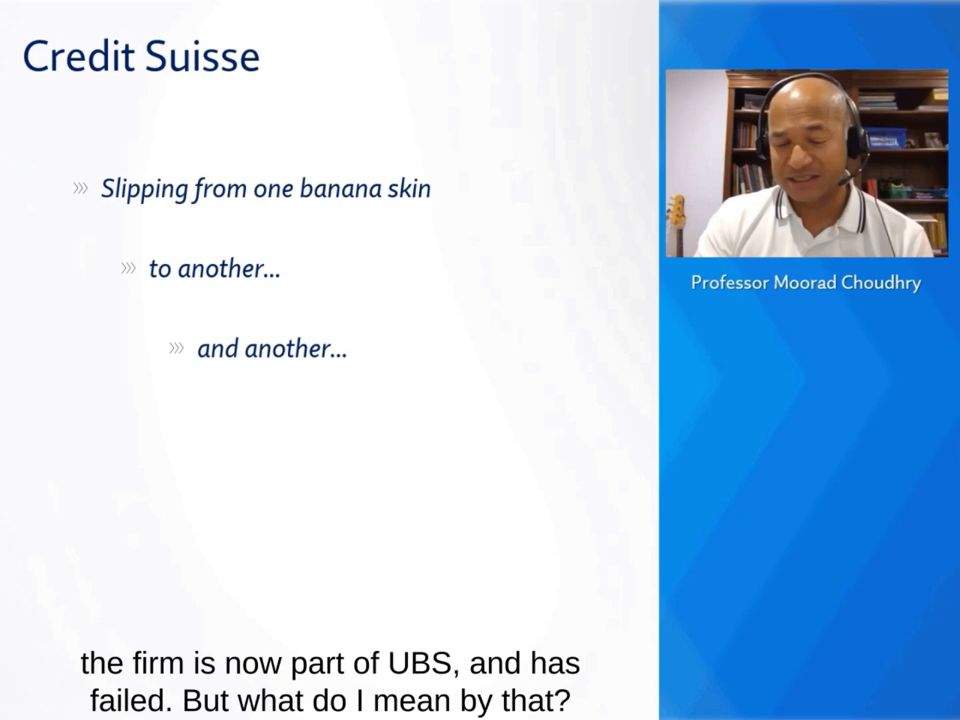 Credit Suisse
Slipping from one banana skin
to another...
and another...
Professor Moorad Choudhry
the firm is now part of UBS, and has
failed. But what do I mean by that?